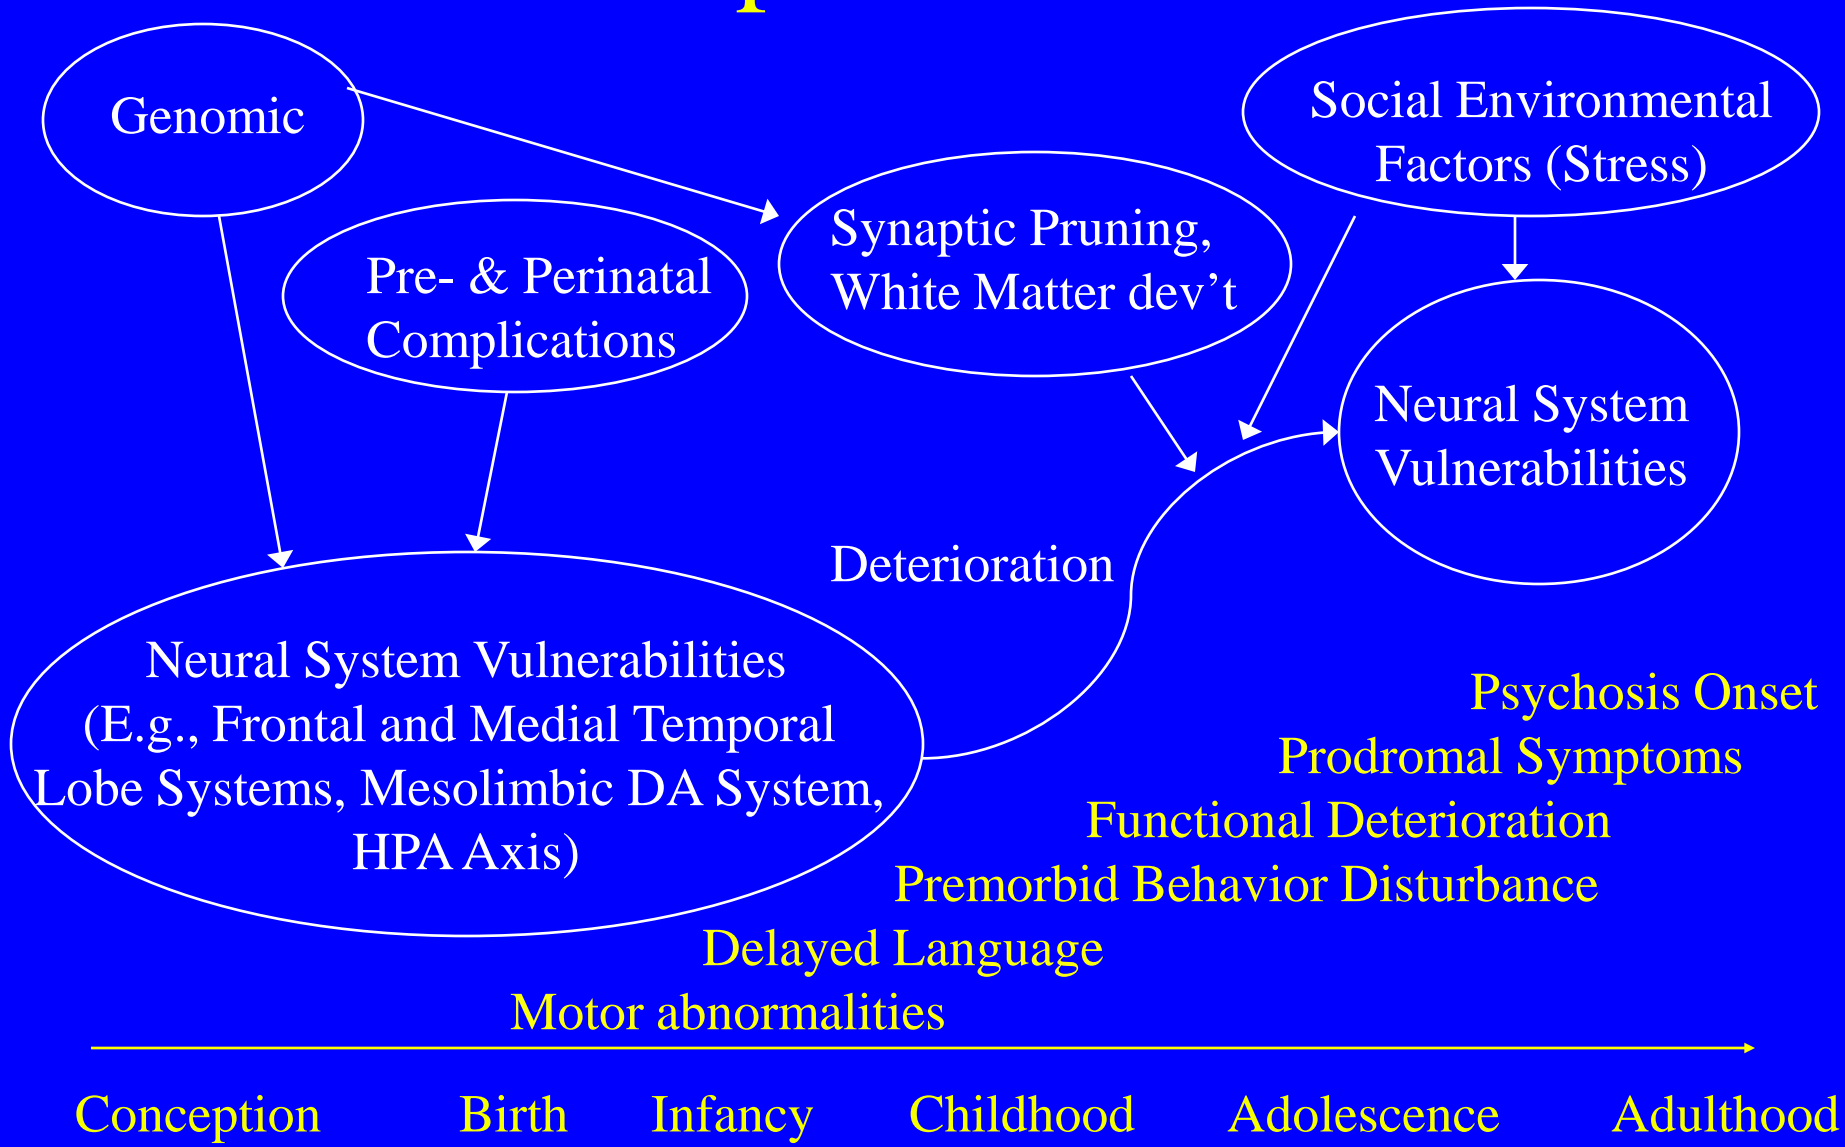 Genomic
Social Environmental
Factors (Stress)
Synaptic Pruning,
White Matter dev’t
Pre- & Perinatal
Complications
Neural System
Vulnerabilities
Deterioration
Neural System Vulnerabilities
(E.g., Frontal and Medial Temporal
Lobe Systems, Mesolimbic DA System,
HPA Axis)
Psychosis Onset
Prodromal Symptoms
Functional Deterioration
Premorbid Behavior Disturbance
Delayed Language
Motor abnormalities
Conception Birth Infancy Childhood Adolescence Adulthood